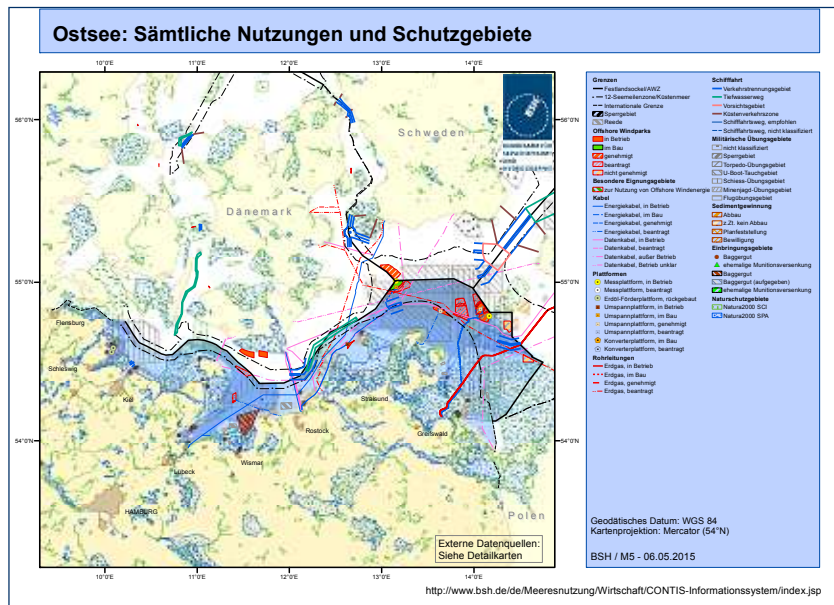 Ostsee: Sämtliche Nutzungen und Schutzgebiete
10°0'E
11°0'E
12°0'E
13°0'E
14°0'E
56°0'N
56°0'N
Schweden
Dänemark
55°0'N
55°0'N
Flensburg
Schleswig
Kiel
Stralsund
Greifswald
Rostock
54°0'N
54°0'N
Lübeck
Wismar
HAMBURG
Polen
Externe Datenquellen:
Siehe Detailkarten
10°0'E
11°0'E
12°0'E
13°0'E
14°0'E
Grenzen
Festlandsockel/AWZ
12-Seemeilenzone/Küstenmeer
Internationale Grenze
Sperrgebiet
Reede
Offshore Windparks
in Betrieb
im Bau
genehmigt
beantragt
nicht genehmigt
Besondere Eignungsgebiete
zur Nutzung von Offshore Windenergie
Kabel
Energiekabel, in Betrieb
Energiekabel, im Bau
Energiekabel, genehmigt
Energiekabel, beantragt
Datenkabel, in Betrieb
Datenkabel, beantragt
Datenkabel, außer Betrieb
Datenkabel, Betrieb unklar
Plattformen
Messplattform, in Betrieb
Messplattform, beantragt
Erdöl-Förderplattform, rückgebaut
Umspannplattform, in Betrieb
Umspannplattform, im Bau
Umspannplattform, genehmigt
Umspannplattform, beantragt
Konverterplattform, im Bau
Konverterplattform, beantragt
Rohrleitungen
Erdgas, in Betrieb
Erdgas, im Bau
Erdgas, genehmigt
Erdgas, beantragt
Schifffahrt
Verkehrstrennungsgebiet
Tiefwasserweg
Vorsichtsgebiet
Küstenverkehrszone
Schifffahrtsweg, empfohlen
Schifffahrtsweg, nicht klassifiziert
Militärische Übungsgebiete
nicht klassifiziert
Sperrgebiet
Torpedo-Übungsgebiet
U-Boot-Tauchgebiet
Schiess-Übungsgebiet
Minenjagd-Übungsgebiet
Flugübungsgebiet
Sedimentgewinnung
Abbau
z.Zt. kein Abbau
Planfeststellung
Bewilligung
Einbringungsgebiete
Baggergut
ehemalige Munitionsversenkung
Baggergut
Baggergut (aufgegeben)
ehemalige Munitionsversenkung
Naturschutzgebiete
Natura2000 SCI
Natura2000 SPA
Geodätisches Datum: WGS 84
Kartenprojektion: Mercator (54°N)
BSH / M5 - 06.05.2015
http://www.bsh.de/de/Meeresnutzung/Wirtschaft/CONTIS-Informationssystem/index.jsp